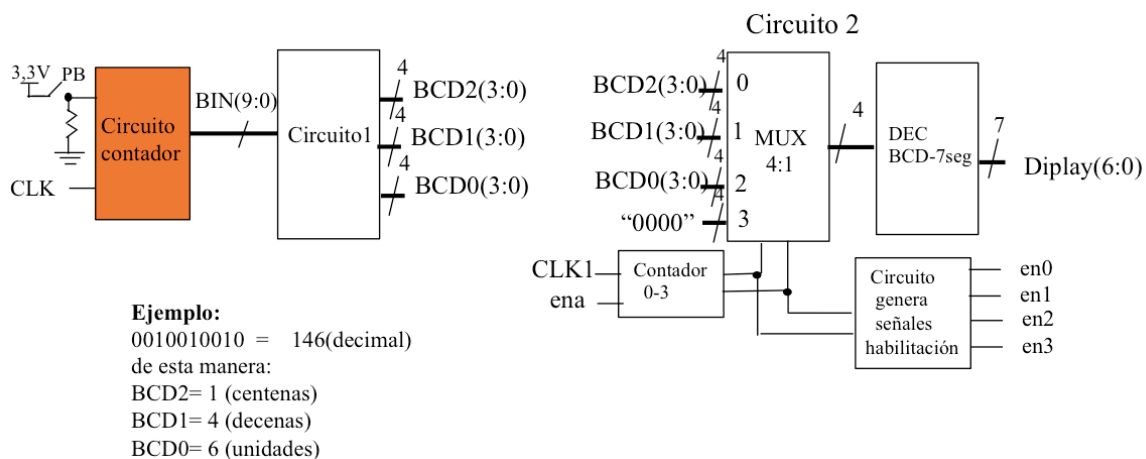 Circuito 2
3,3V
PB
Circuito
contador
CLK
BIN(9:0)
Circuito1
4
BCD2(3:0)
4
BCD1(3:0)
4
BCD0(3:0)
BCD2(3:0)
4
0
BCD1(3:0)
4
1
BCD0(3:0)
4
2
“0000”
4
3
MUX
4:1
4
DEC
BCD-7seg
7
Diplay(6:0)
CLK1
ena
Contador
0-3
Circuito
genera
señales
habilitación
en0
en1
en2
en3
Ejemplo:
0010010010 = 146(decimal)
de esta manera:
BCD2= 1 (centenas)
BCD1= 4 (decenas)
BCD0= 6 (unidades)